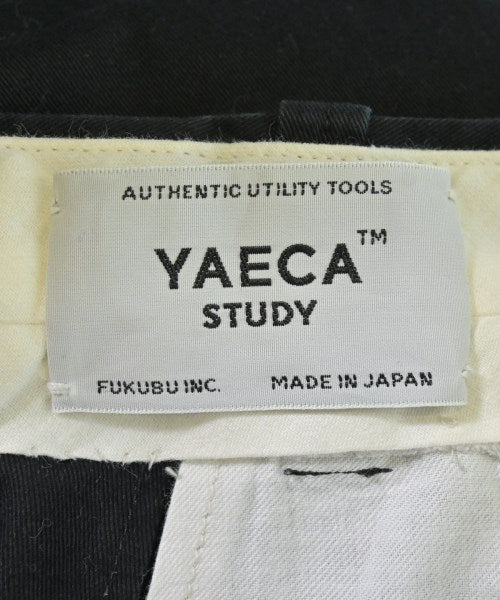 AUTHENTIC UTILITY TOOLS
YAECA™
STUDY
FUKUBU INC. MADE IN JAPAN